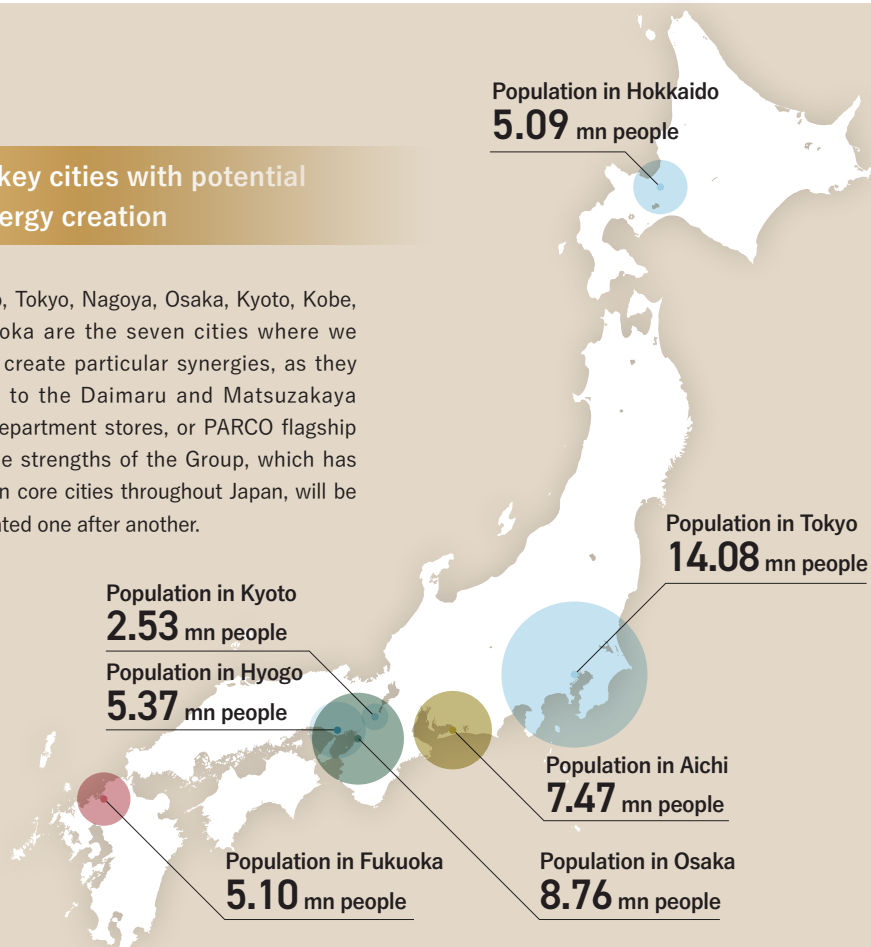 Population in Hokkaido
5.09 mn people
key cities with potential
ergy creation
, Tokyo, Nagoya, Osaka, Kyoto, Kobe,
oka are the seven cities where we
create particular synergies, as they
to the Daimaru and Matsuzakaya
epartment stores, or PARCO flagship
e strengths of the Group, which has
n core cities throughout Japan, will be
ted one after another.
Population in Tokyo
14.08 mn people
Population in Kyoto
2.53 mn people
Population in Hyogo
5.37 mn people
Population in Aichi
7.47 mn people
Population in Fukuoka
5.10 mn people
Population in Osaka
8.76 mn people